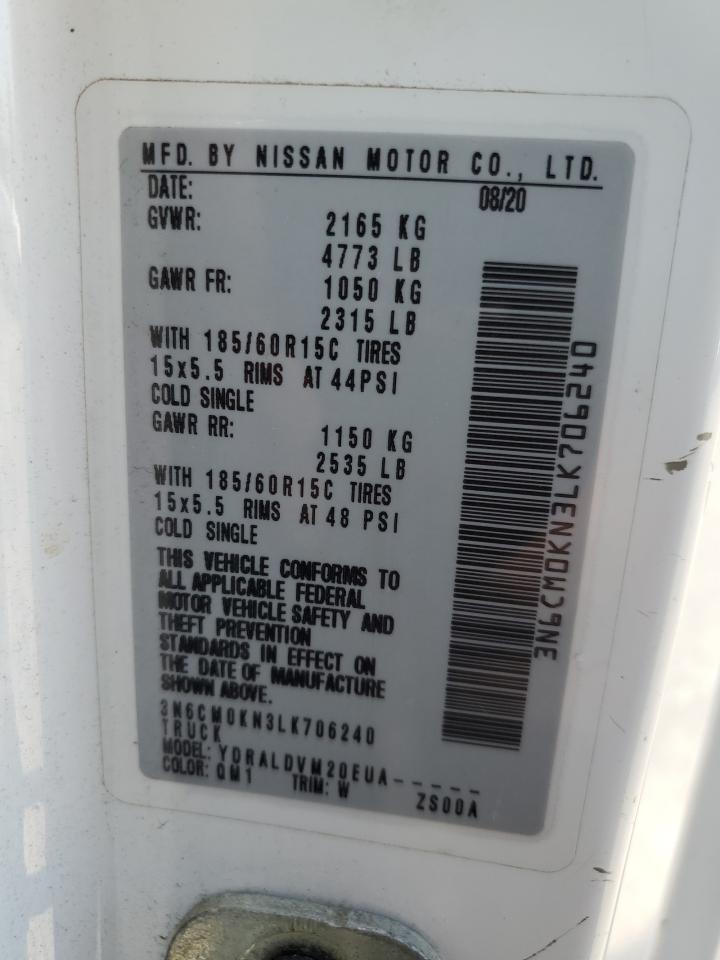 MFD. BY NISSAN MOTOR CO., LTD.
DATE: 08/20
GVWR: 2165 KG
4773 LB
GAWR FR: 1050 KG
2315 LB
WITH 185/60R15C TIRES
15x5.5 RIMS AT 44PSI
COLD SINGLE
GAWR RR: 1150 KG
2535 LB
WITH 185/60R15C TIRES
15x5.5 RIMS AT 48 PSI
COLD SINGLE
THIS VEHICLE CONFORMS TO
ALL APPLICABLE FEDERAL
MOTOR VEHICLE SAFETY AND
THEFT PREVENTION
STANDARDS IN EFFECT ON
THE DATE OF MANUFACTURE
SHOWN ABOVE.
3N6CM0KN3LK706240
TRUCK
MODEL: YDRALDVM20EUA-----
COLOR: QM1 TRIM: W ZS00A
3N6CM0KN3LK706240